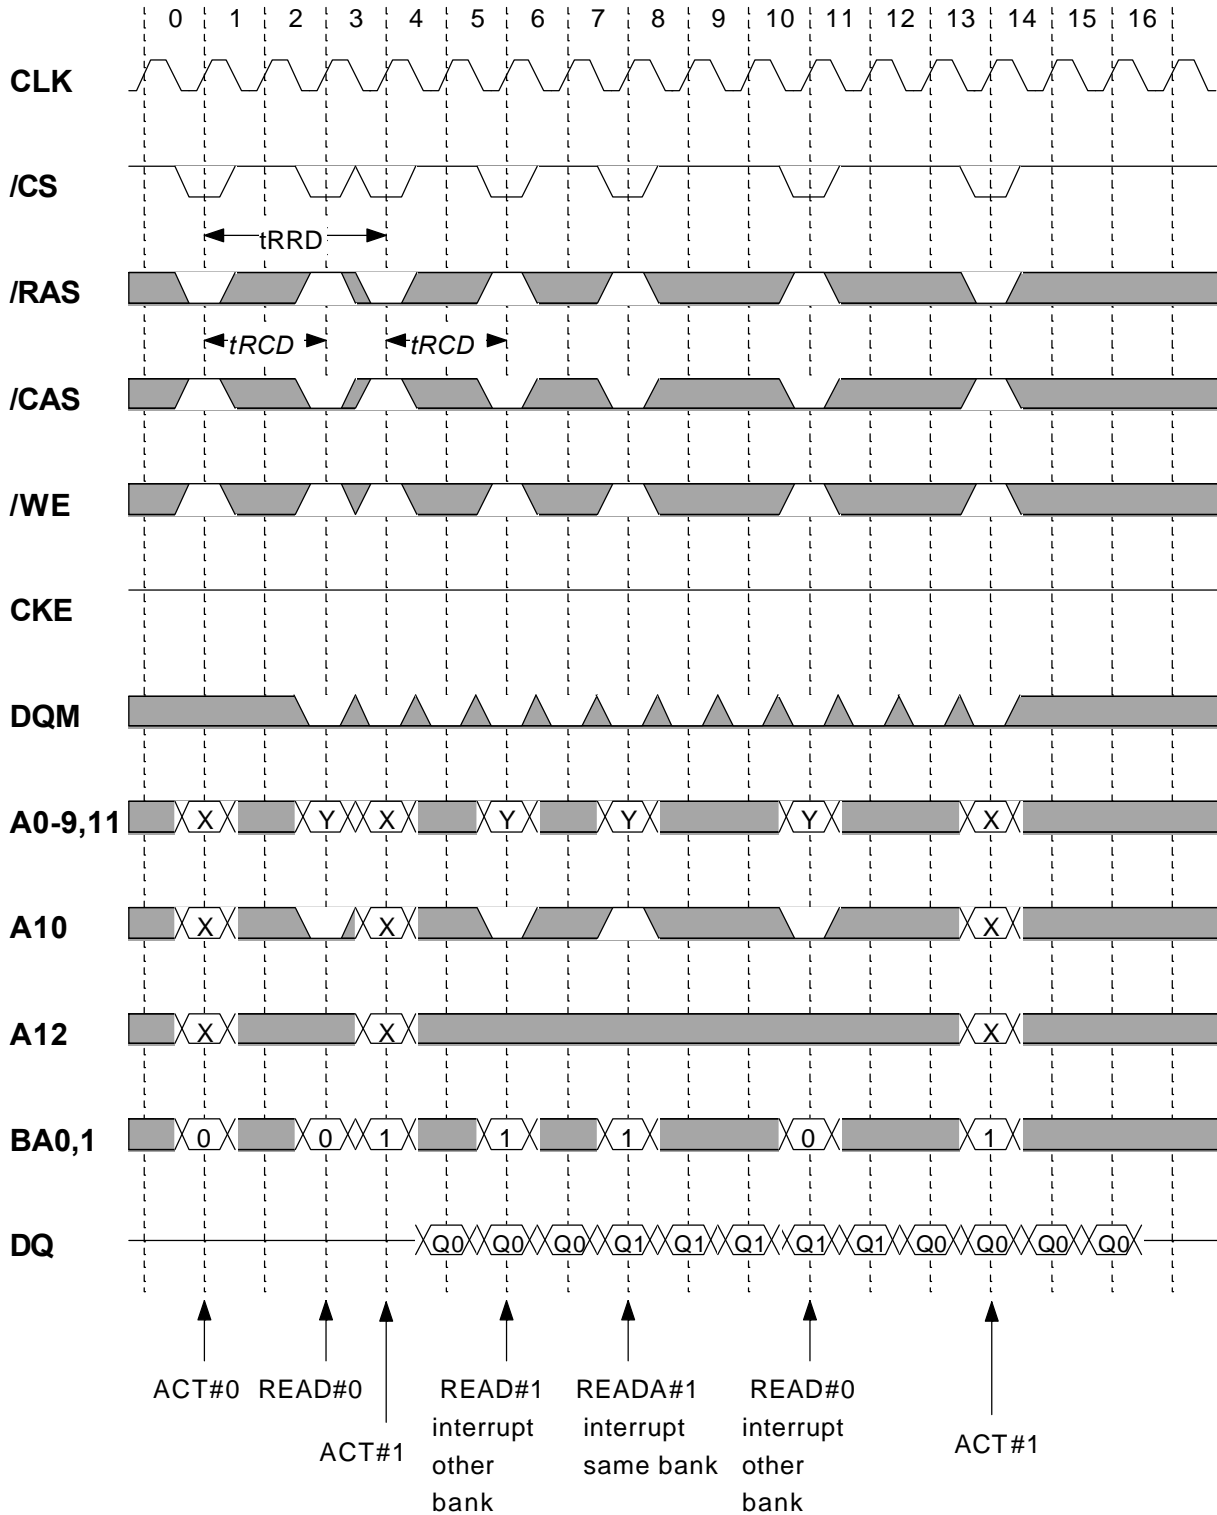 0 1 2 3 4 5 6 7 8 9 10 11 12 13 14 15 16
CLK
/CS
tRRD
/RAS
tRCD tRCD
/CAS
/WE
CKE
DQM
A0-9,11 X Y X Y Y Y X
A10 X X X
A12 X X X
BA0,1 0 0 1 1 1 0 1
DQ Q0 Q0 Q0 Q1 Q1 Q1 Q1 Q1 Q0 Q0 Q0 Q0
ACT#0 READ#0 READ#1 READA#1 READ#0
interrupt interrupt interrupt
ACT#1 other same bank other ACT#1
bank bank